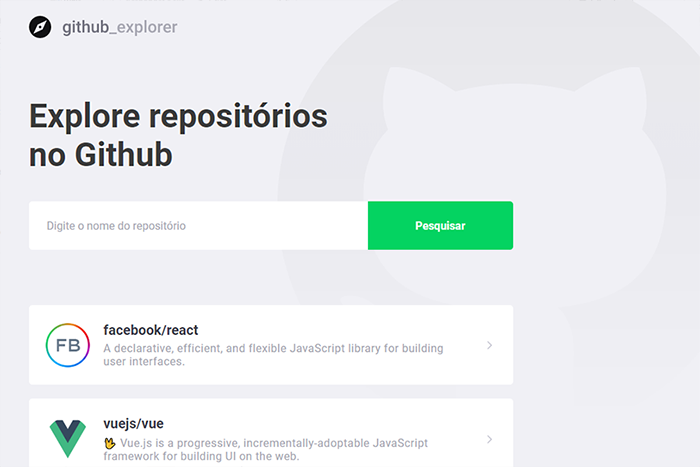 github_explorer
Explore repositórios
no Github
Digite o nome do repositório
Pesquisar
FB
facebook/react
A declarative, efficient, and flexible JavaScript library for building
user interfaces.
vuejs/vue
🖖 Vue.js is a progressive, incrementally-adoptable JavaScript
framework for building UI on the web.